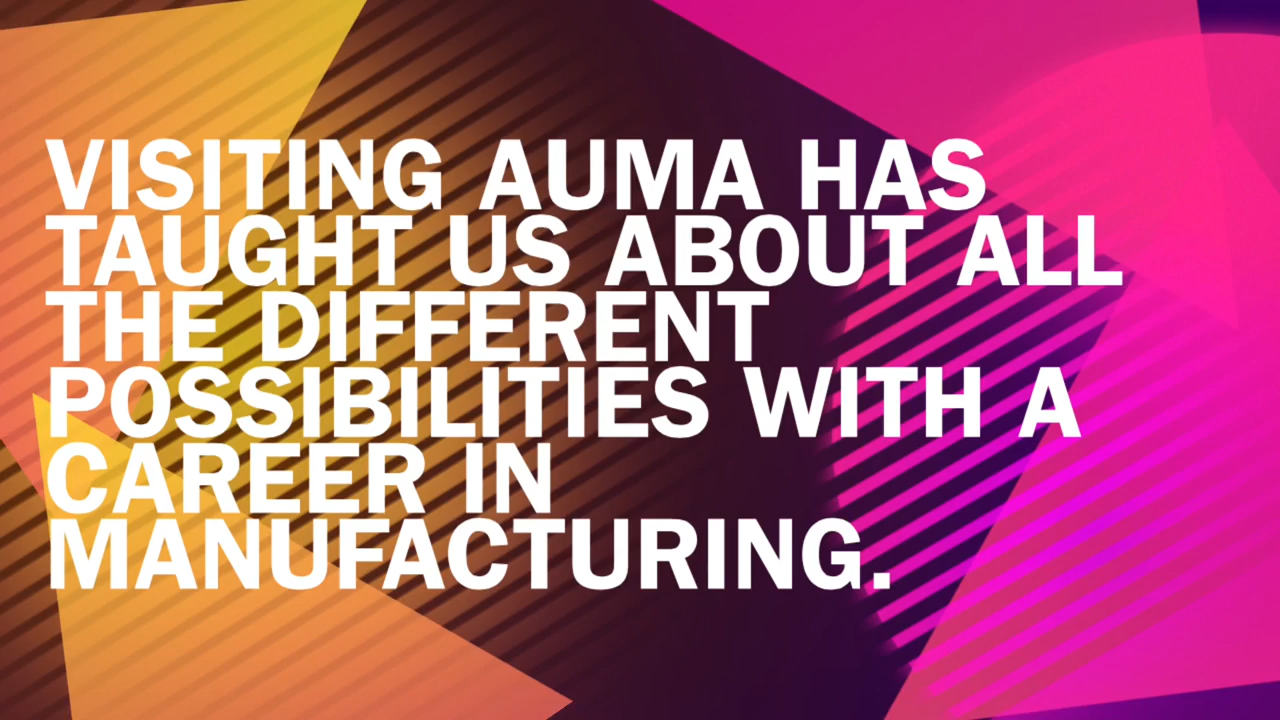 VISITING AUMA HAS
TAUGHT US ABOUT ALL
THE DIFFERENT
POSSIBILITIES WITH A
CAREER IN
MANUFACTURING.